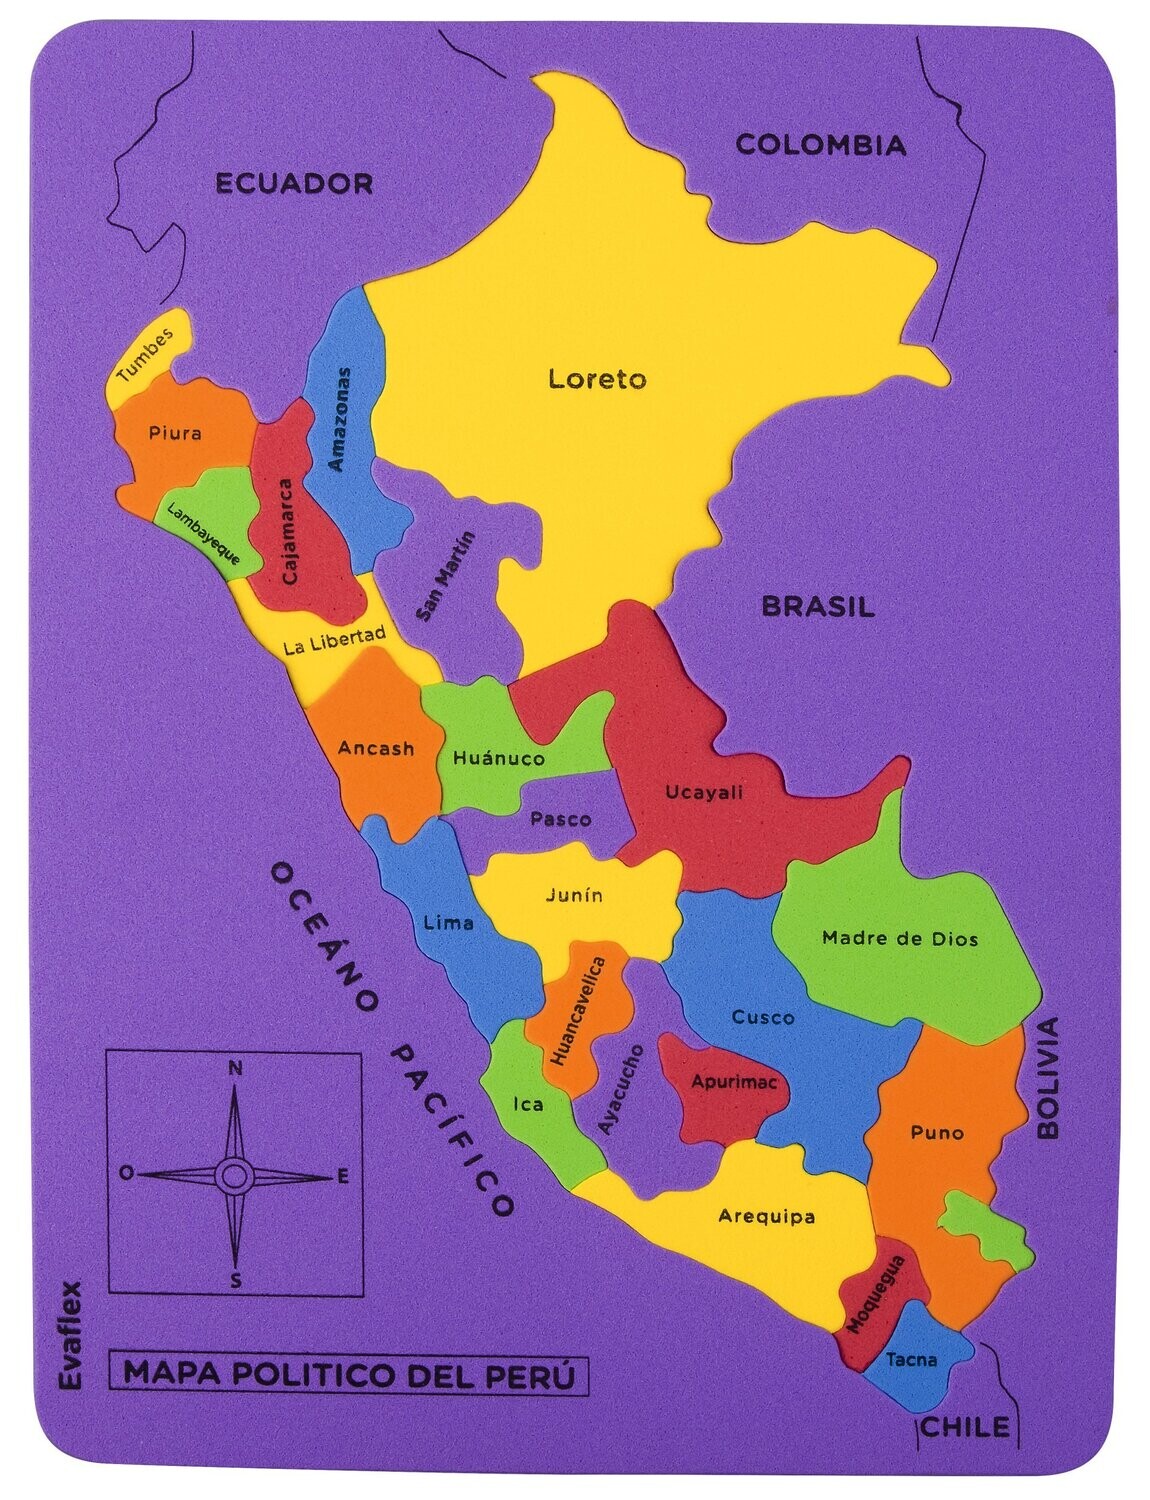 COLOMBIA
ECUADOR
Tumbes
Loreto
Amazonas
Piura
Cajamarca
Lambayeque
San Martín
BRASIL
La Libertad
Ancash
Huánuco
Ucayali
Pasco
Junín
Lima
Madre de Dios
OCEÁNO PACÍFICO
Huancavelica
Cusco
Ayacucho
Apurimac
Ica
Puno
BOLIVIA
Arequipa
Moquegua
Tacna
CHILE
N
O
E
S
Evaflex
MAPA POLITICO DEL PERÚ